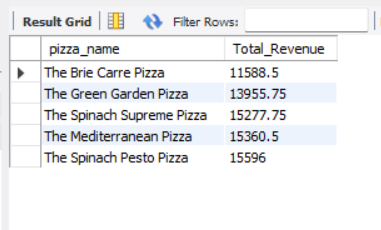 Result Grid Filter Rows:
pizza_name Total_Revenue
The Brie Carre Pizza 11588.5
The Green Garden Pizza 13955.75
The Spinach Supreme Pizza 15277.75
The Mediterranean Pizza 15360.5
The Spinach Pesto Pizza 15596